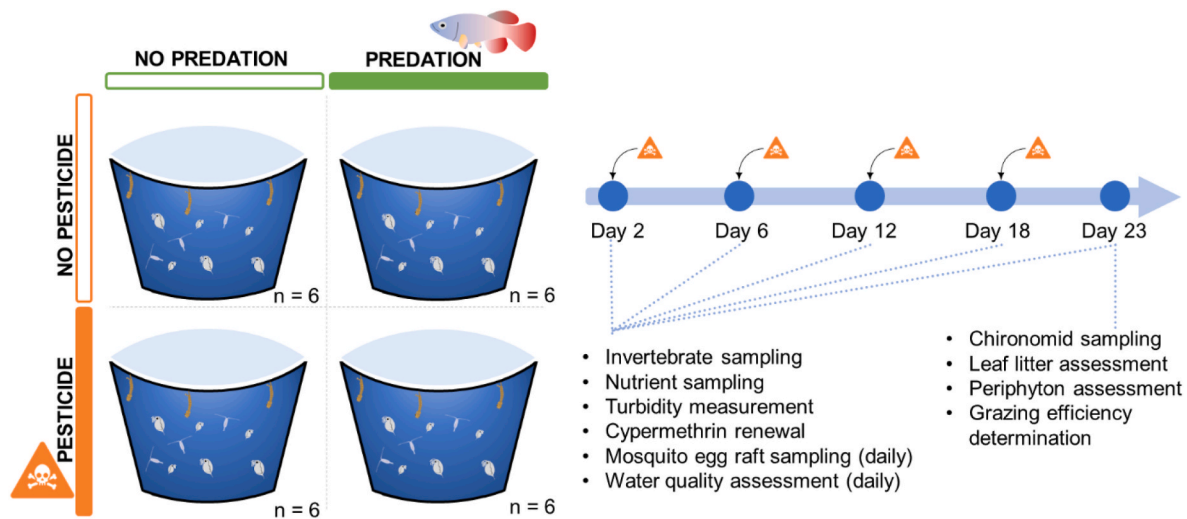 NO PREDATION
PREDATION
NO PESTICIDE
n = 6
n = 6
PESTICIDE
n = 6
n = 6
Day 2
Day 6
Day 12
Day 18
Day 23
• Invertebrate sampling
• Nutrient sampling
• Turbidity measurement
• Cypermethrin renewal
• Mosquito egg raft sampling (daily)
• Water quality assessment (daily)
• Chironomid sampling
• Leaf litter assessment
• Periphyton assessment
• Grazing efficiency
determination